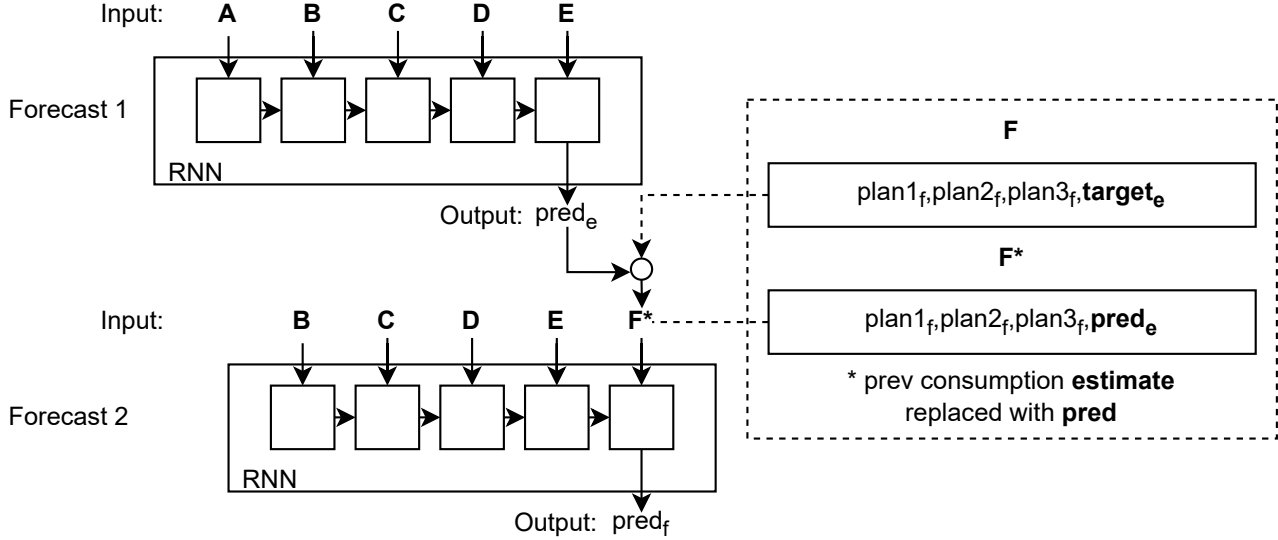 Input: A B C D E
Forecast 1
RNN
Output: pred_e
F
plan1_f,plan2_f,plan3_f,target_e
F*
plan1_f,plan2_f,plan3_f,pred_e
* prev consumption estimate
replaced with pred
Input: B C D E F*
Forecast 2
RNN
Output: pred_f